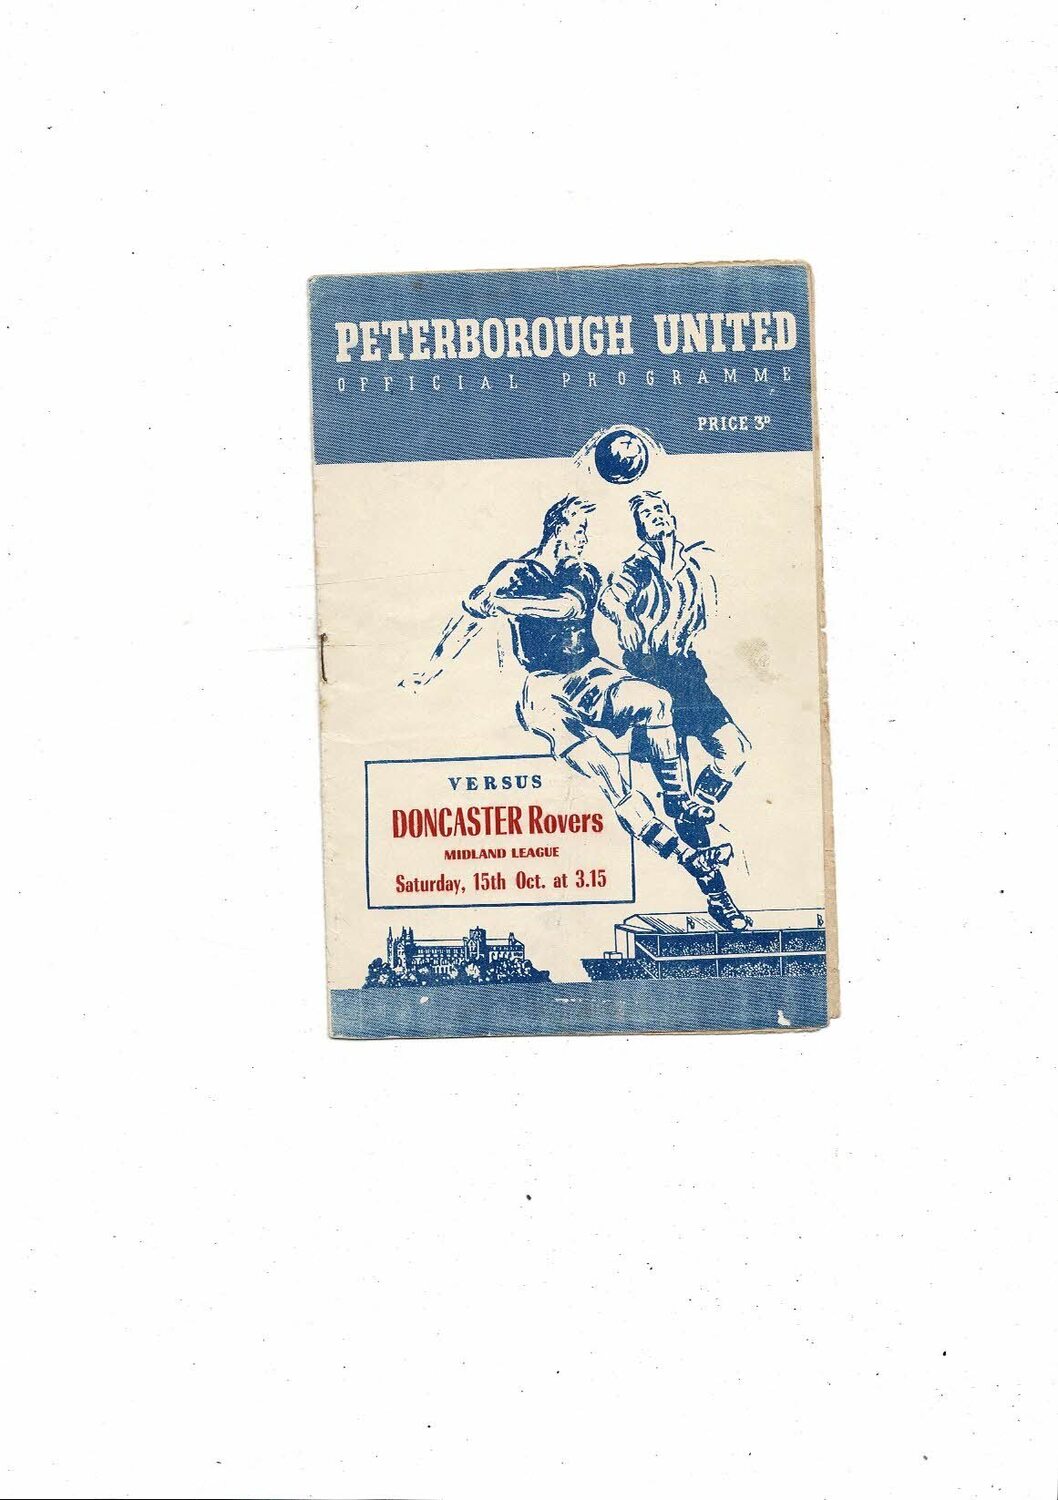 PETERBOROUGH UNITED
OFFICIAL PROGRAMME
PRICE 3D
VERSUS
DONCASTER Rovers
MIDLAND LEAGUE
Saturday, 15th Oct. at 3.15